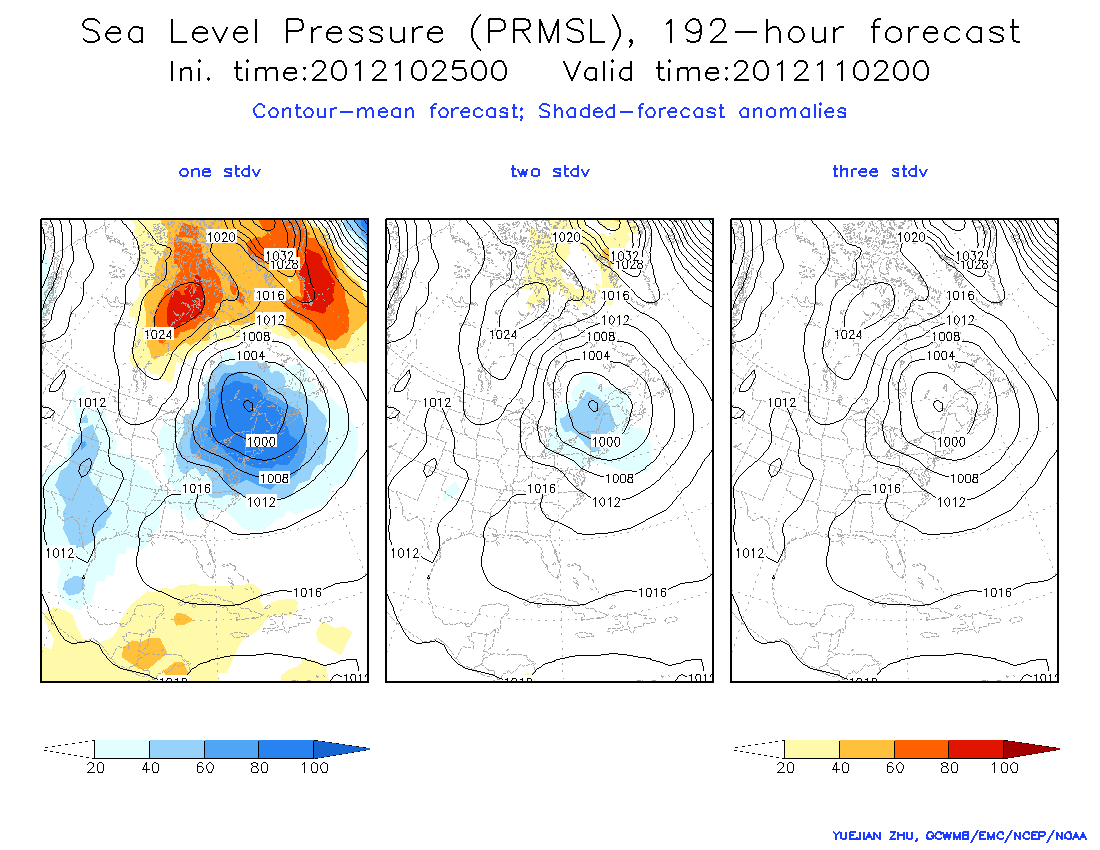 Sea Level Pressure (PRMSL), 192-hour forecast
Ini. time:2012102500 Valid time:2012110200
Contour-mean forecast; Shaded-forecast anomalies
one stdv two stdv three stdv
1020 1020 1020
1032 1032 1032
1028 1028 1028
1016 1016 1016
1012 1012 1012
1024 1024 1024
1008 1008 1008
1004 1004 1004
1012 1012 1012
1000 1000 1000
1008 1008 1008
1016 1016 1016
1012 1012 1012
1012 1012 1012
1016 1016 1016
20 40 60 80 100 20 40 60 80 100
YUEJIAN ZHU, GCWMB/EMC/NCEP/NOAA